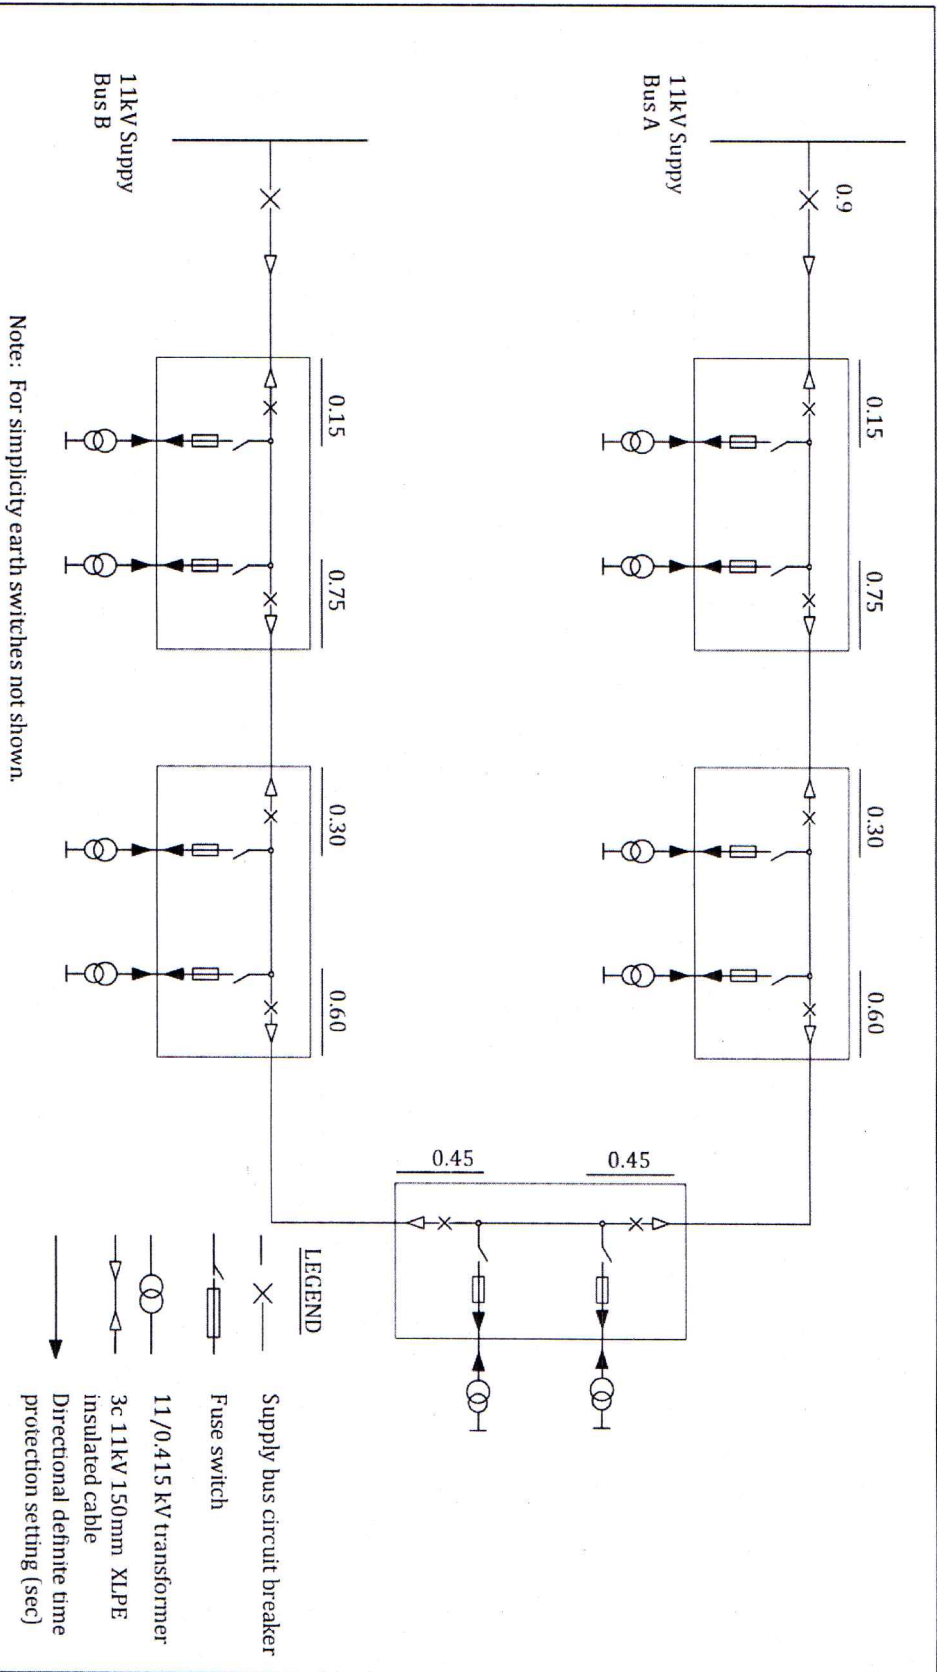 11kV Suppy
Bus A
0.9
0.15
0.75
0.30
0.60
0.45
0.45
11kV Suppy
Bus B
0.15
0.75
0.30
0.60
LEGEND
Supply bus circuit breaker
Fuse switch
11/0.415 kV transformer
3c 11kV 150mm XLPE
insulated cable
Directional definite time
protection setting (sec)
Note: For simplicity earth switches not shown.